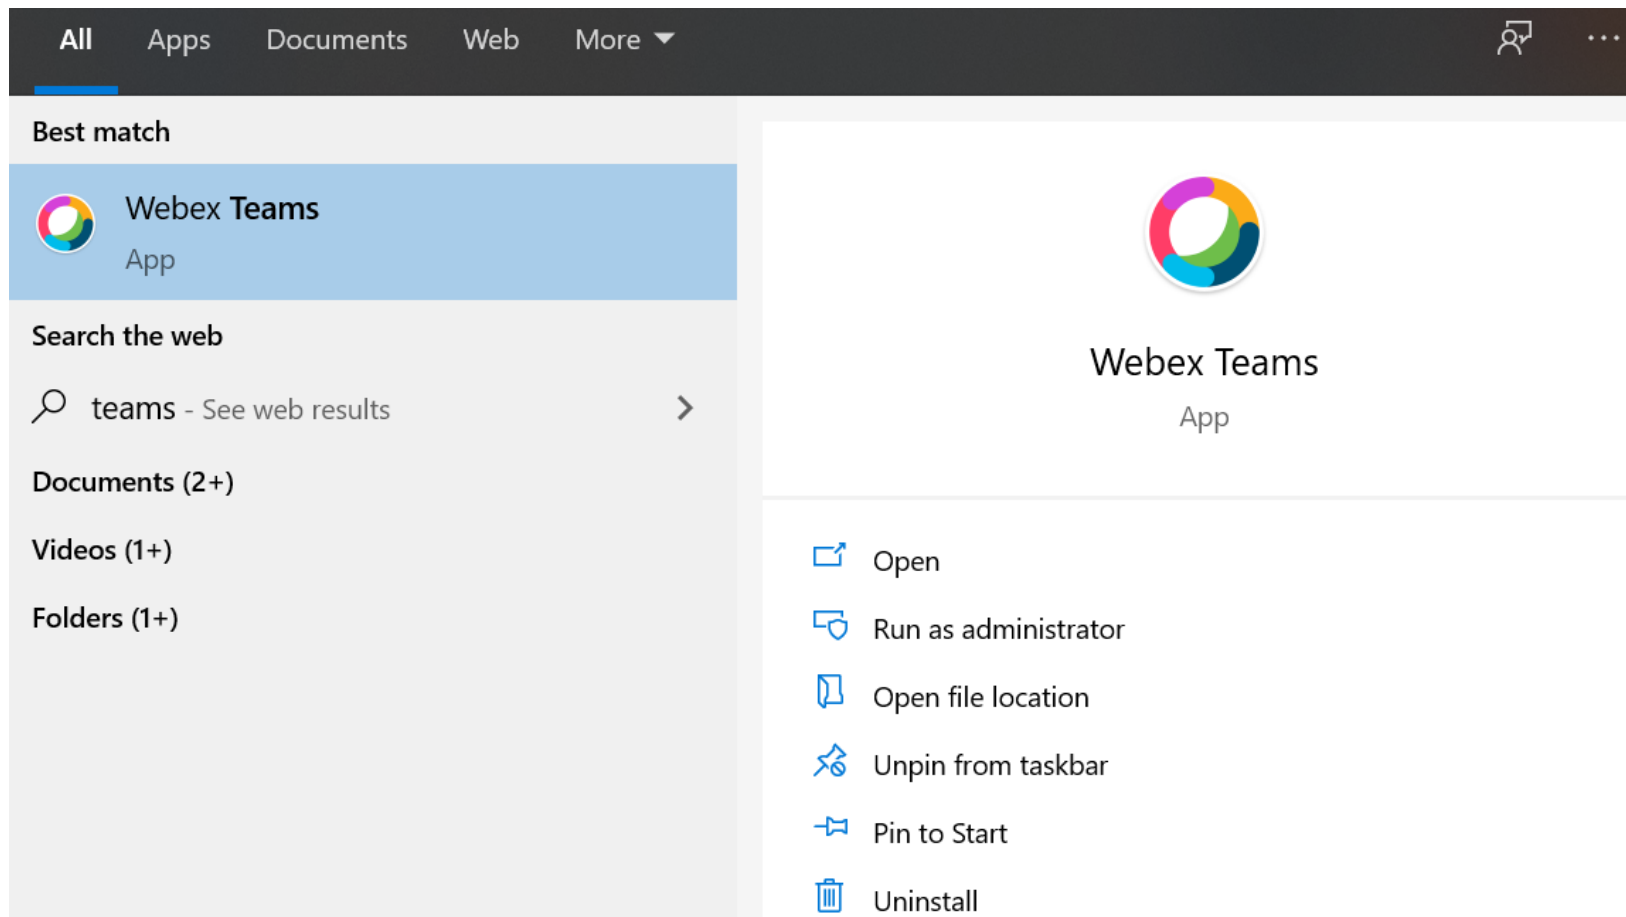 All Apps Documents Web More
Best match
Webex Teams
App
Search the web
teams - See web results
Documents (2+)
Videos (1+)
Folders (1+)
Webex Teams
App
Open
Run as administrator
Open file location
Unpin from taskbar
Pin to Start
Uninstall